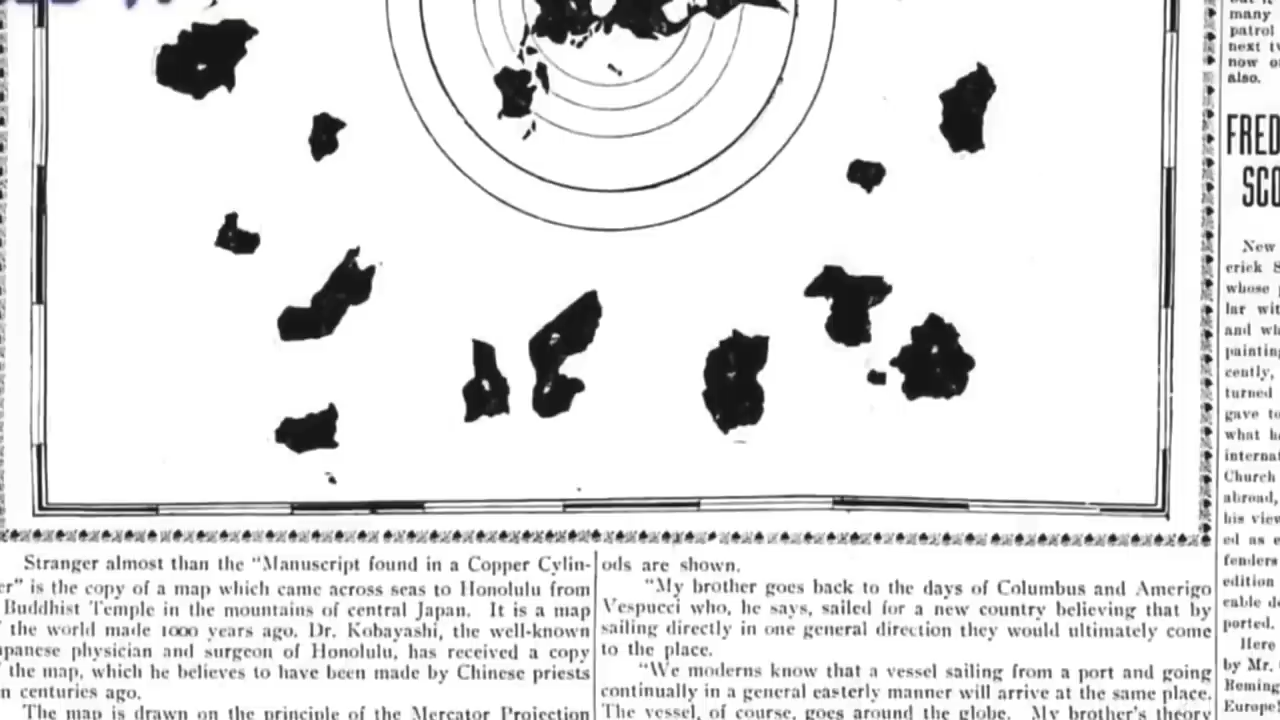 Stranger almost than the "Manuscript found in a Copper Cylin-
er" is the copy of a map which came across seas to Honolulu from
Buddhist Temple in the mountains of central Japan. It is a map
the world made 1000 years ago. Dr. Kobayashi, the well-known
apanese physician and surgeon of Honolulu, has received a copy
the map, which he believes to have been made by Chinese priests
n centuries ago.
The map is drawn on the principle of the Mercator Projection
ods are shown.
"My brother goes back to the days of Columbus and Amerigo
Vespucci who, he says, sailed for a new country believing that by
sailing directly in one general direction they would ultimately come
to the place.
"We moderns know that a vessel sailing from a port and going
continually in a general easterly manner will arrive at the same place.
The vessel, of course, goes around the globe. My brother's theory
many
patrol
next
now
also.
FRED
SCO
New
erick S
whose
lar wit
and
painting
cently,
turned
gave to
what
internat
Church
abroad,
his view
ed as
fenders
edition
cable
ported.
Here
by Mr.
Reming
Europe